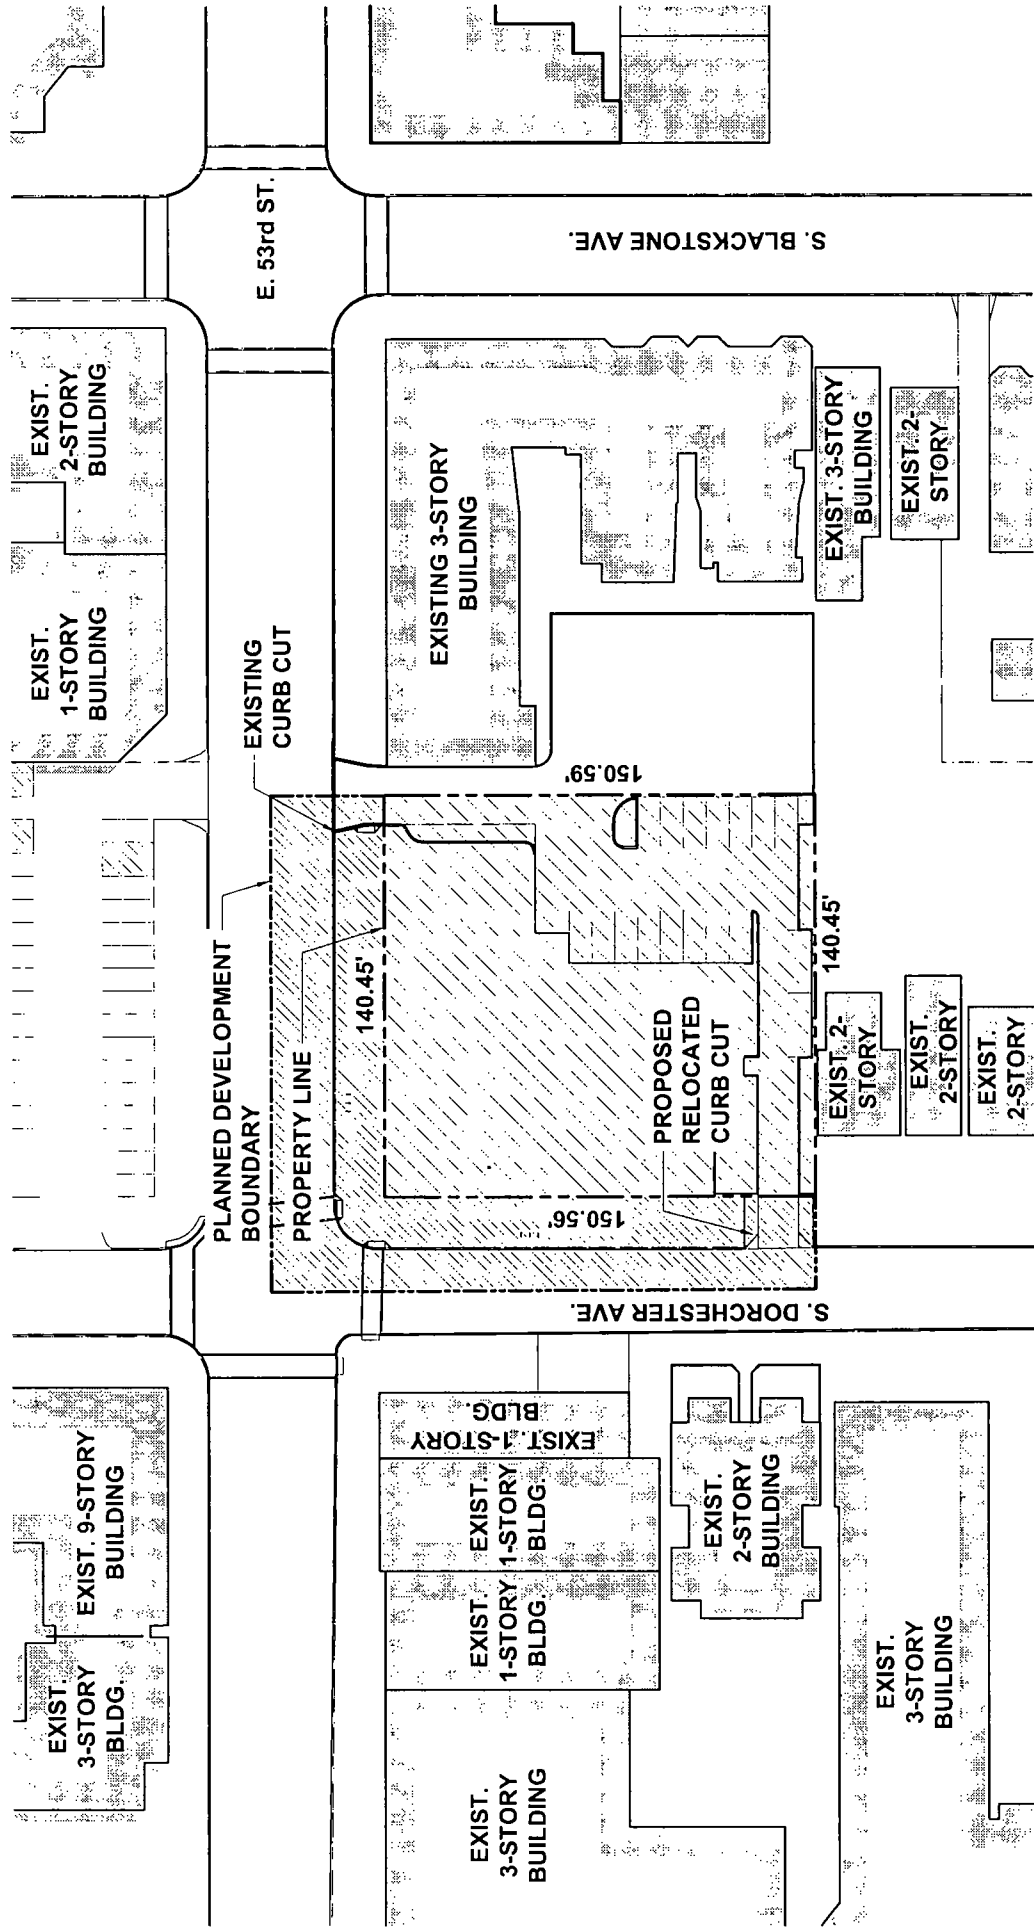 EXIST.
3-STORY
BLDG.
EXIST. 9-STORY
BUILDING
PLANNED DEVELOPMENT
BOUNDARY
PROPERTY LINE
EXISTING
CURB CUT
EXIST.
1-STORY
BUILDING
EXIST.
2-STORY
BUILDING
E. 53rd ST.
EXIST.
3-STORY
BUILDING
EXIST.
1-STORY
BLDG.
EXIST.
1-STORY
BLDG.
EXIST. 1-STORY
BLDG.
S. DORCHESTER AVE.
140.45'
150.56'
150.59'
140.45'
PROPOSED
RELOCATED
CURB CUT
EXISTING 3-STORY
BUILDING
S. BLACKSTONE AVE.
EXIST.
2-STORY
BUILDING
EXIST.
3-STORY
BUILDING
EXIST. 2-
STORY
EXIST.
2-STORY
EXIST.
2-STORY
EXIST. 3-STORY
BUILDING
EXIST. 2-
STORY